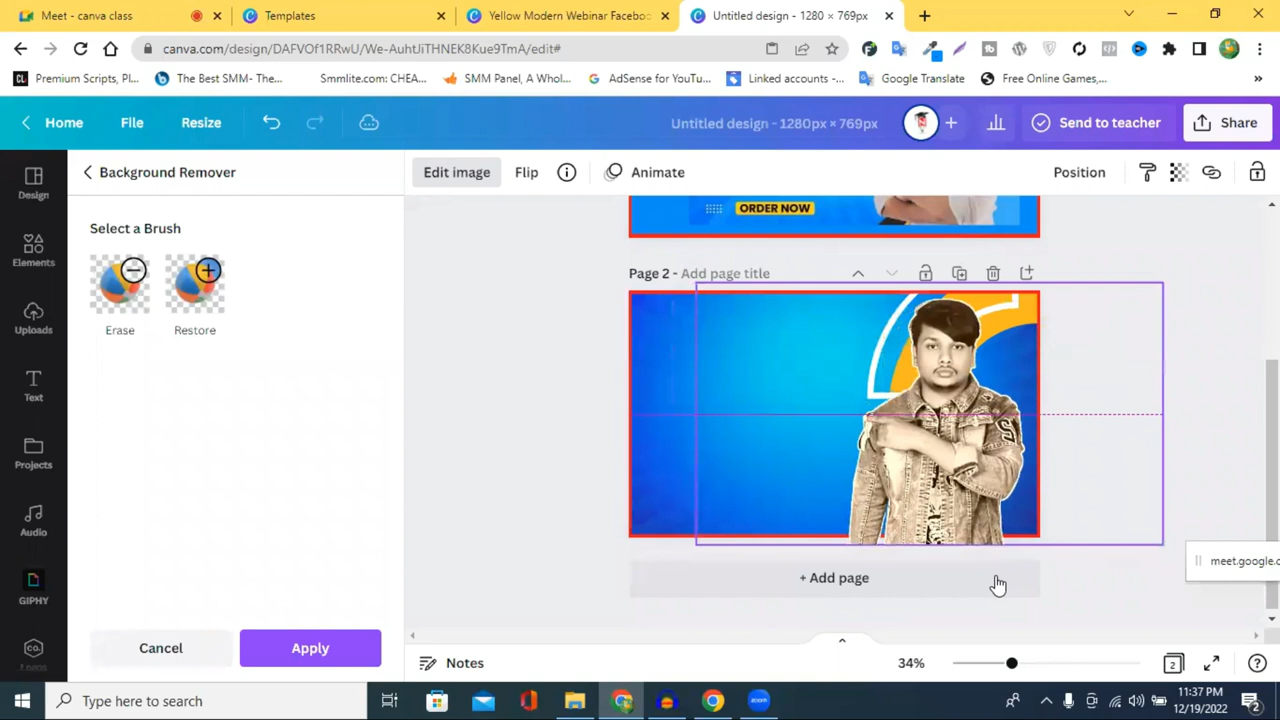 Meet - canva class
Templates
Yellow Modern Webinar Faceboo
Untitled design - 1280 × 769px
canva.com/design/DAFVOf1RRwU/We-AuhtJiTHNEK8Kue9TmA/edit#
Premium Scripts, Pl...
The Best SMM- The...
Smmlite.com: CHEA...
SMM Panel, A Whol...
AdSense for YouTu...
Linked accounts -...
Google Translate
Free Online Games,...
Home
File
Resize
Untitled design - 1280px × 769px
Send to teacher
Share
Design
Background Remover
Edit image
Flip
Animate
Position
ORDER NOW
Select a Brush
Elements
Page 2 - Add page title
Erase
Restore
Uploads
Text
Projects
Audio
meet.google.c
+ Add page
GIPHY
Cancel
Apply
Notes
34%
2
Type here to search
zoom
11:37 PM
12/19/2022
2